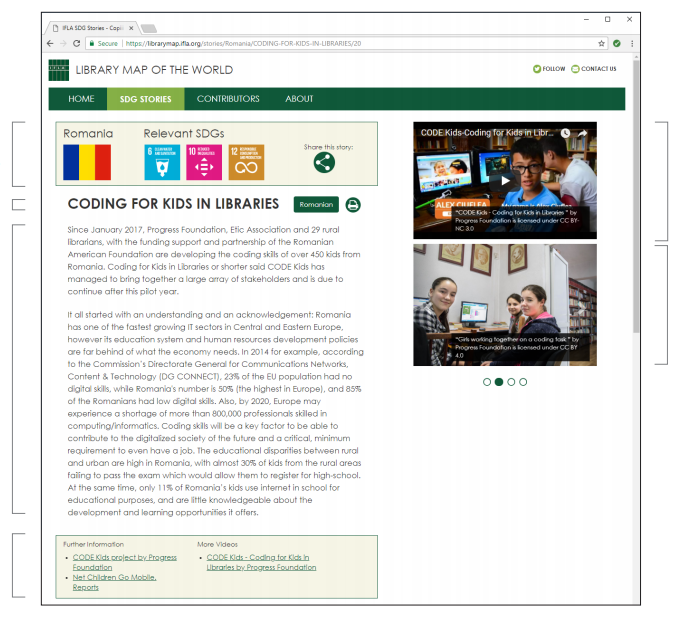 IFLA SDG Stories - Copii
Secure | https://librarymap.ifla.org/stories/Romania/CODING-FOR-KIDS-IN-LIBRARIES/20
LIBRARY MAP OF THE WORLD
FOLLOW CONTACT US
HOME SDG STORIES CONTRIBUTORS ABOUT
Romania Relevant SDGs
Share this story:
6 CLEAN WATER AND SANITATION
10 REDUCED INEQUALITIES
12 RESPONSIBLE CONSUMPTION AND PRODUCTION
CODING FOR KIDS IN LIBRARIES Romanian
Since January 2017, Progress Foundation, Etic Association and 29 rural
librarians, with the funding support and partnership of the Romanian
American Foundation are developing the coding skills of over 450 kids from
Romania. Coding for Kids in Libraries or shorter said CODE Kids has
managed to bring together a large array of stakeholders and is due to
continue after this pilot year.
It all started with an understanding and an acknowledgement: Romania
has one of the fastest growing IT sectors in Central and Eastern Europe,
however its education system and human resources development policies
are far behind of what the economy needs. In 2014 for example, according
to the Commission's Directorate General for Communications Networks,
Content & Technology (DG CONNECT), 23% of the EU population had no
digital skills, while Romania's number is 50% (the highest in Europe), and 85%
of the Romanians had low digital skills. Also, by 2020, Europe may
experience a shortage of more than 800,000 professionals skilled in
computing/informatics. Coding skills will be a key factor to be able to
contribute to the digitalized society of the future and a critical, minimum
requirement to even have a job. The educational disparities between rural
and urban are high in Romania, with almost 30% of kids from the rural areas
failing to pass the exam which would allow them to register for high-school.
At the same time, only 11% of Romania's kids use internet in school for
educational purposes, and are little knowledgeable about the
development and learning opportunities it offers.
Further Information
• CODE Kids project by Progress
Foundation
• Net Children Go Mobile.
Reports
More Videos
• CODE Kids - Coding for Kids in
Libraries by Progress Foundation
CODE Kids-Coding for Kids in Libr...
ALEX CIUFLEA
"CODE Kids - Coding for Kids in Libraries " by
Progress Foundation is licensed under CC BY-
NC 3.0
"Girls working together on a coding task " by
Progress Foundation is licensed under CC BY
4.0